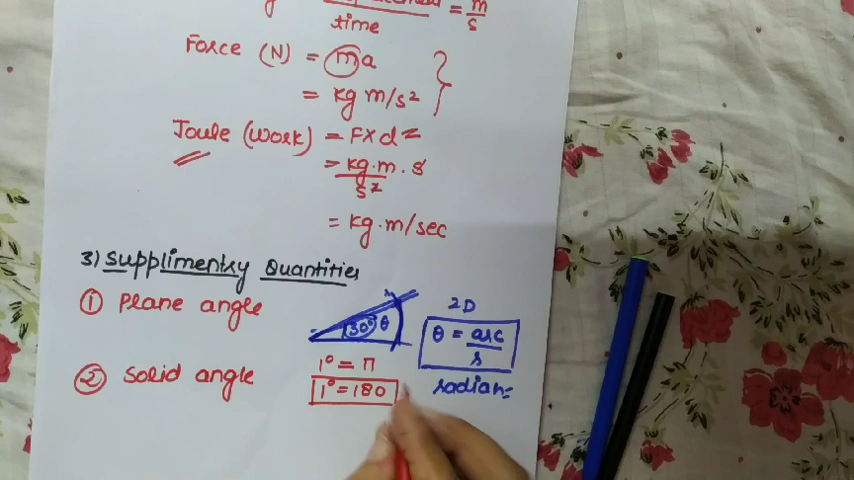 time
= m/s
Force (N) = ma
= kg m/s²
Joule (work) = F×d
= kg.m/s² . s
= kg.m/sec
3) Supplimentry Quantities
① Plane angle
30° θ
2D
θ = arc/r
radian
1° = π
1° = 180
② Solid angle